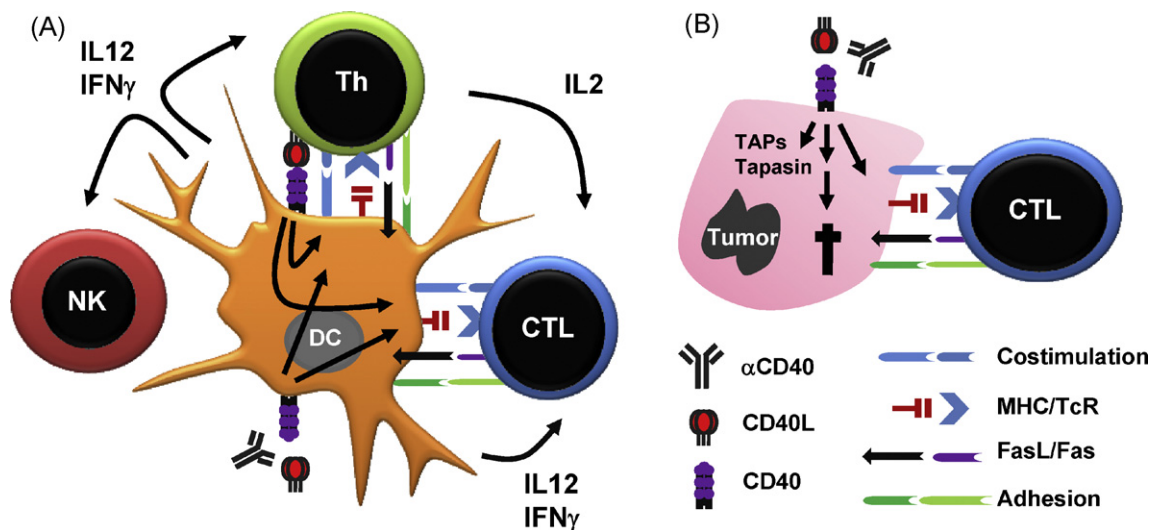 (A)
IL12
IFNγ
Th
IL2
NK
DC
CTL
IL12
IFNγ
(B)
TAPs
Tapasin
Tumor
CTL
αCD40
CD40L
CD40
Costimulation
MHC/TcR
FasL/Fas
Adhesion